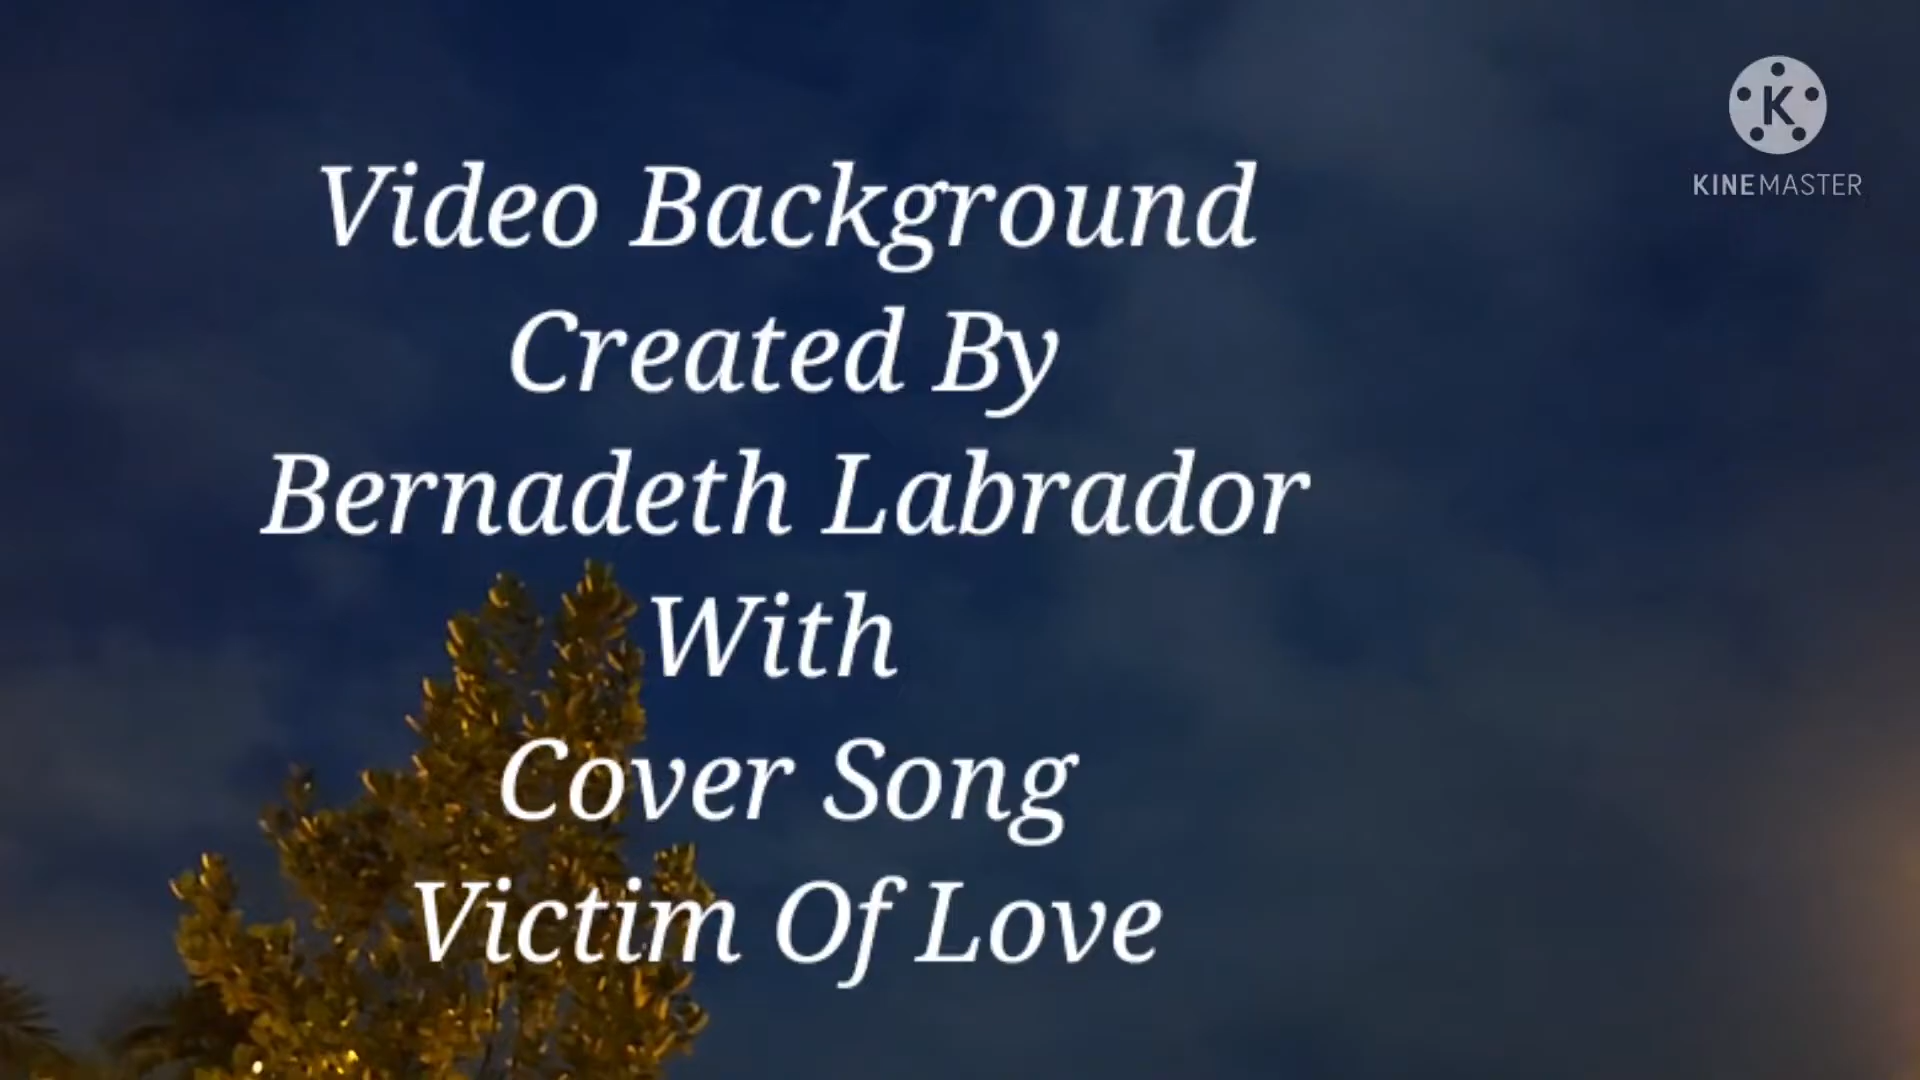 Video Background
Created By
Bernadeth Labrador
With
Cover Song
Victim Of Love
K
KINEMASTER